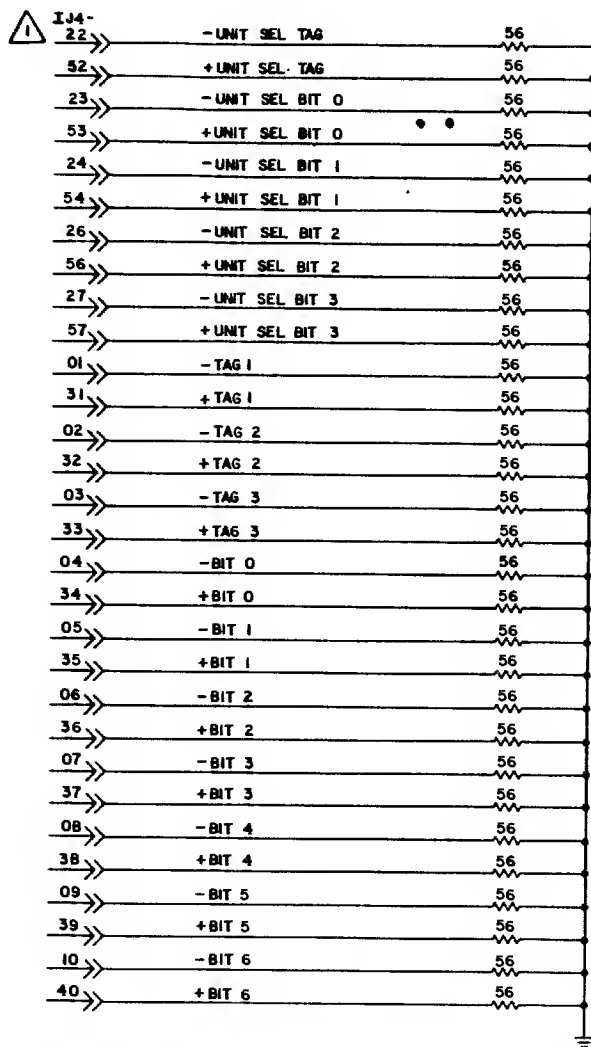 1
IJ4-
22 -UNIT SEL TAG 56
52 +UNIT SEL TAG 56
23 -UNIT SEL BIT 0 56
53 +UNIT SEL BIT 0 56
24 -UNIT SEL BIT 1 56
54 +UNIT SEL BIT 1 56
26 -UNIT SEL BIT 2 56
56 +UNIT SEL BIT 2 56
27 -UNIT SEL BIT 3 56
57 +UNIT SEL BIT 3 56
01 -TAG 1 56
31 +TAG 1 56
02 -TAG 2 56
32 +TAG 2 56
03 -TAG 3 56
33 +TAG 3 56
04 -BIT 0 56
34 +BIT 0 56
05 -BIT 1 56
35 +BIT 1 56
06 -BIT 2 56
36 +BIT 2 56
07 -BIT 3 56
37 +BIT 3 56
08 -BIT 4 56
38 +BIT 4 56
09 -BIT 5 56
39 +BIT 5 56
10 -BIT 6 56
40 +BIT 6 56